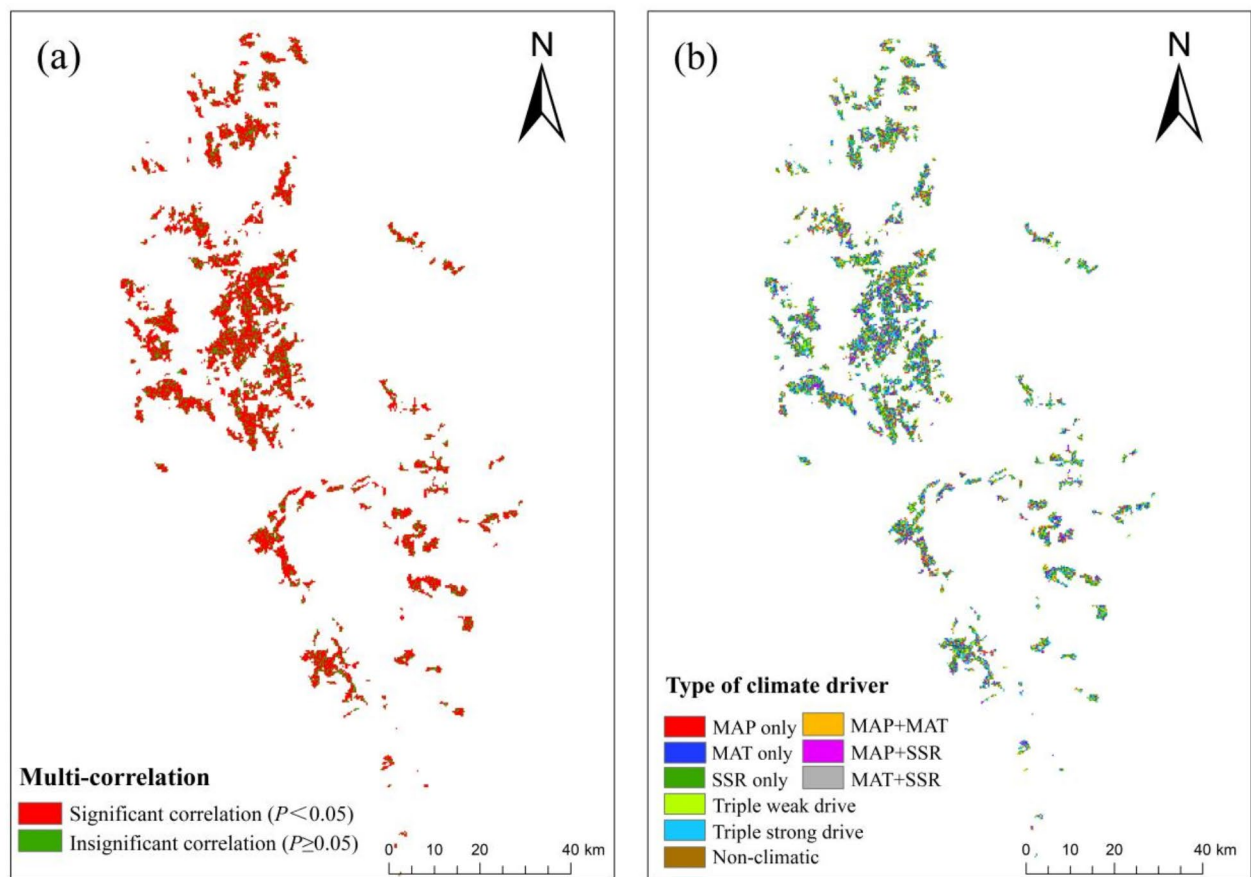 (a)
N
Multi-correlation
Significant correlation (P<0.05)
Insignificant correlation (P≥0.05)
0 10 20 40 km
(b)
N
Type of climate driver
MAP only
MAT only
SSR only
Triple weak drive
Triple strong drive
Non-climatic
MAP+MAT
MAP+SSR
MAT+SSR
0 10 20 40 km